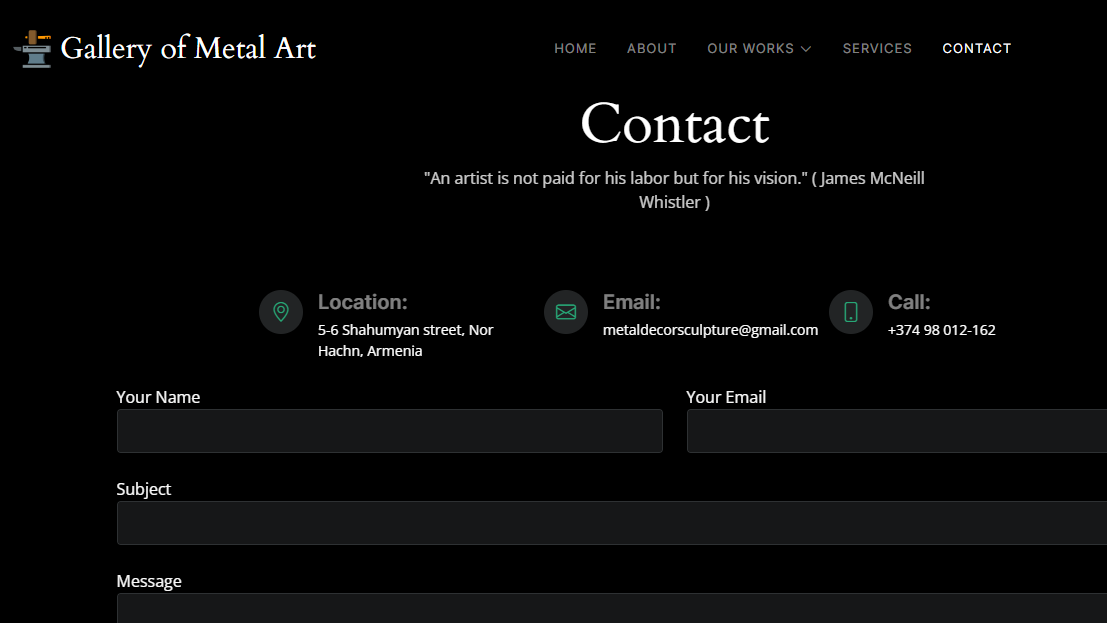 Gallery of Metal Art
HOME ABOUT OUR WORKS SERVICES CONTACT
Contact
"An artist is not paid for his labor but for his vision." ( James McNeill
Whistler )
Location:
5-6 Shahumyan street, Nor
Hachn, Armenia
Email:
metaldecorsculpture@gmail.com
Call:
+374 98 012-162
Your Name
Your Email
Subject
Message